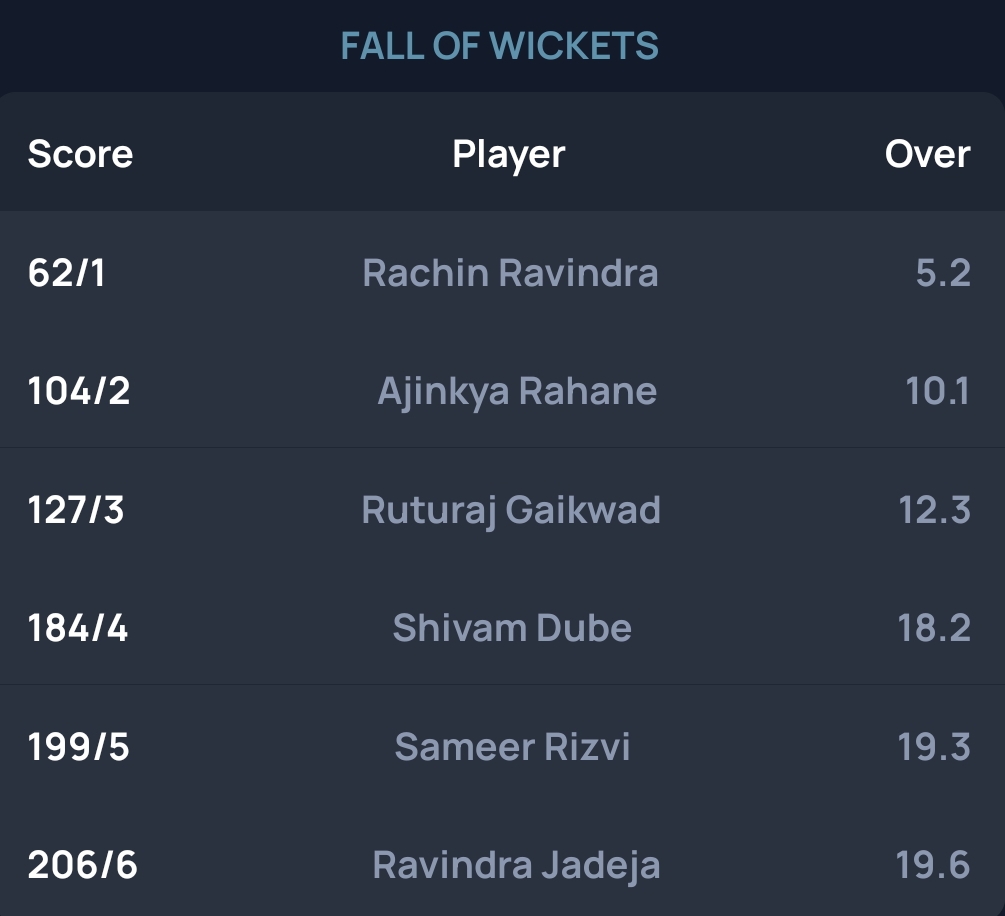 FALL OF WICKETS
Score Player Over
62/1 Rachin Ravindra 5.2
104/2 Ajinkya Rahane 10.1
127/3 Ruturaj Gaikwad 12.3
184/4 Shivam Dube 18.2
199/5 Sameer Rizvi 19.3
206/6 Ravindra Jadeja 19.6